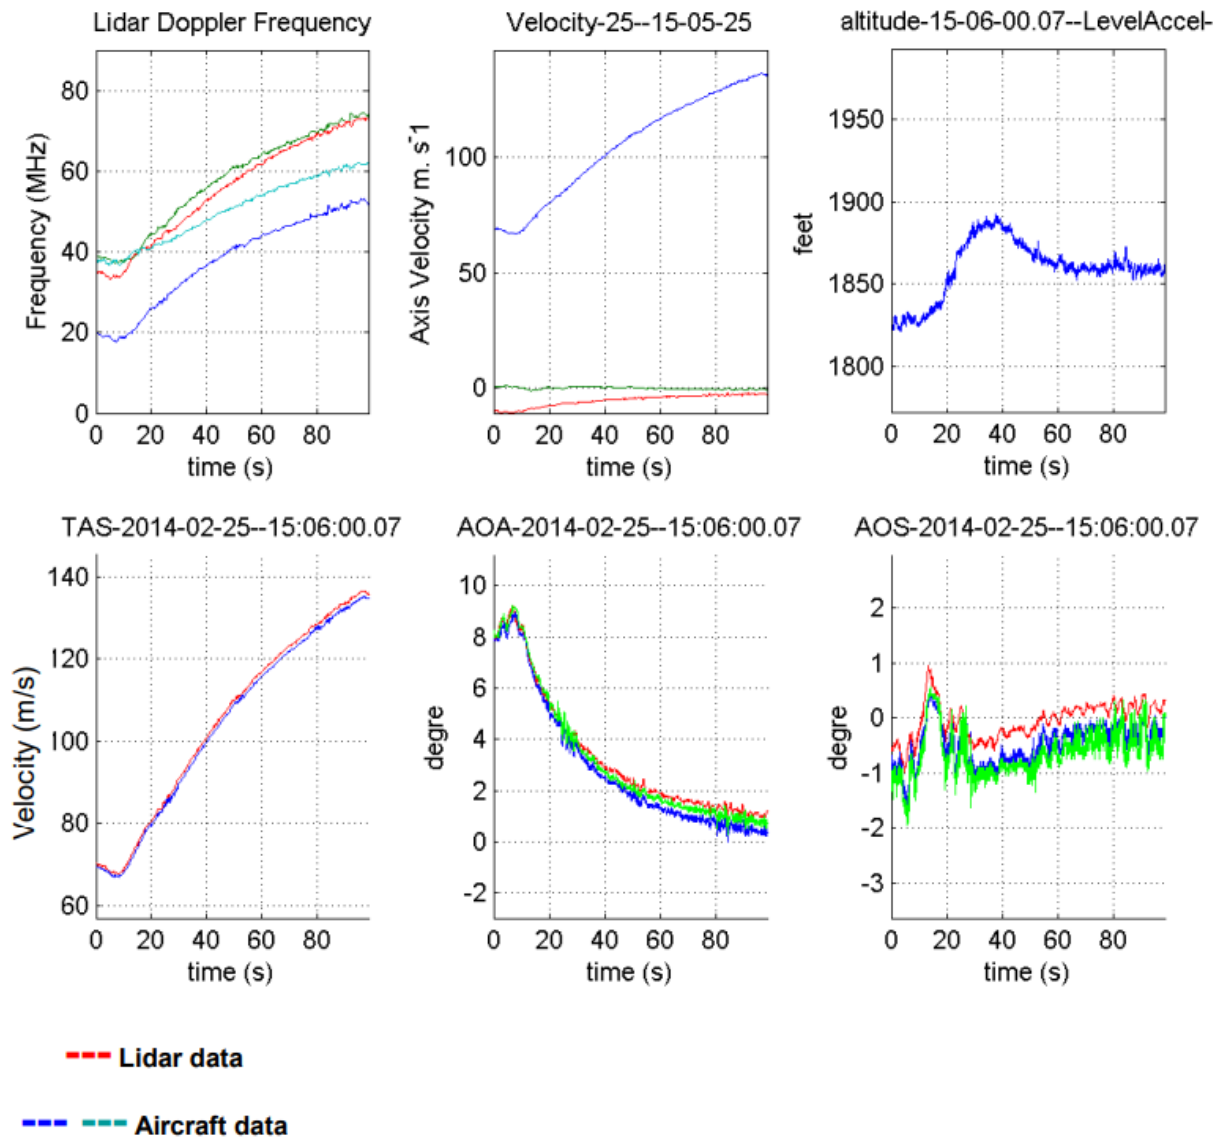 Lidar Doppler Frequency
80
60
40
20
0
Frequency (MHz)
0 20 40 60 80
time (s)
Velocity-25--15-05-25
100
50
0
Axis Velocity m. s-1
0 20 40 60 80
time (s)
altitude-15-06-00.07--LevelAccel-
1950
1900
1850
1800
feet
0 20 40 60 80
time (s)
TAS-2014-02-25--15:06:00.07
140
120
100
80
60
Velocity (m/s)
0 20 40 60 80
time (s)
AOA-2014-02-25--15:06:00.07
10
8
6
4
2
0
-2
degre
0 20 40 60 80
time (s)
AOS-2014-02-25--15:06:00.07
2
1
0
-1
-2
-3
degre
0 20 40 60 80
time (s)
Lidar data
Aircraft data